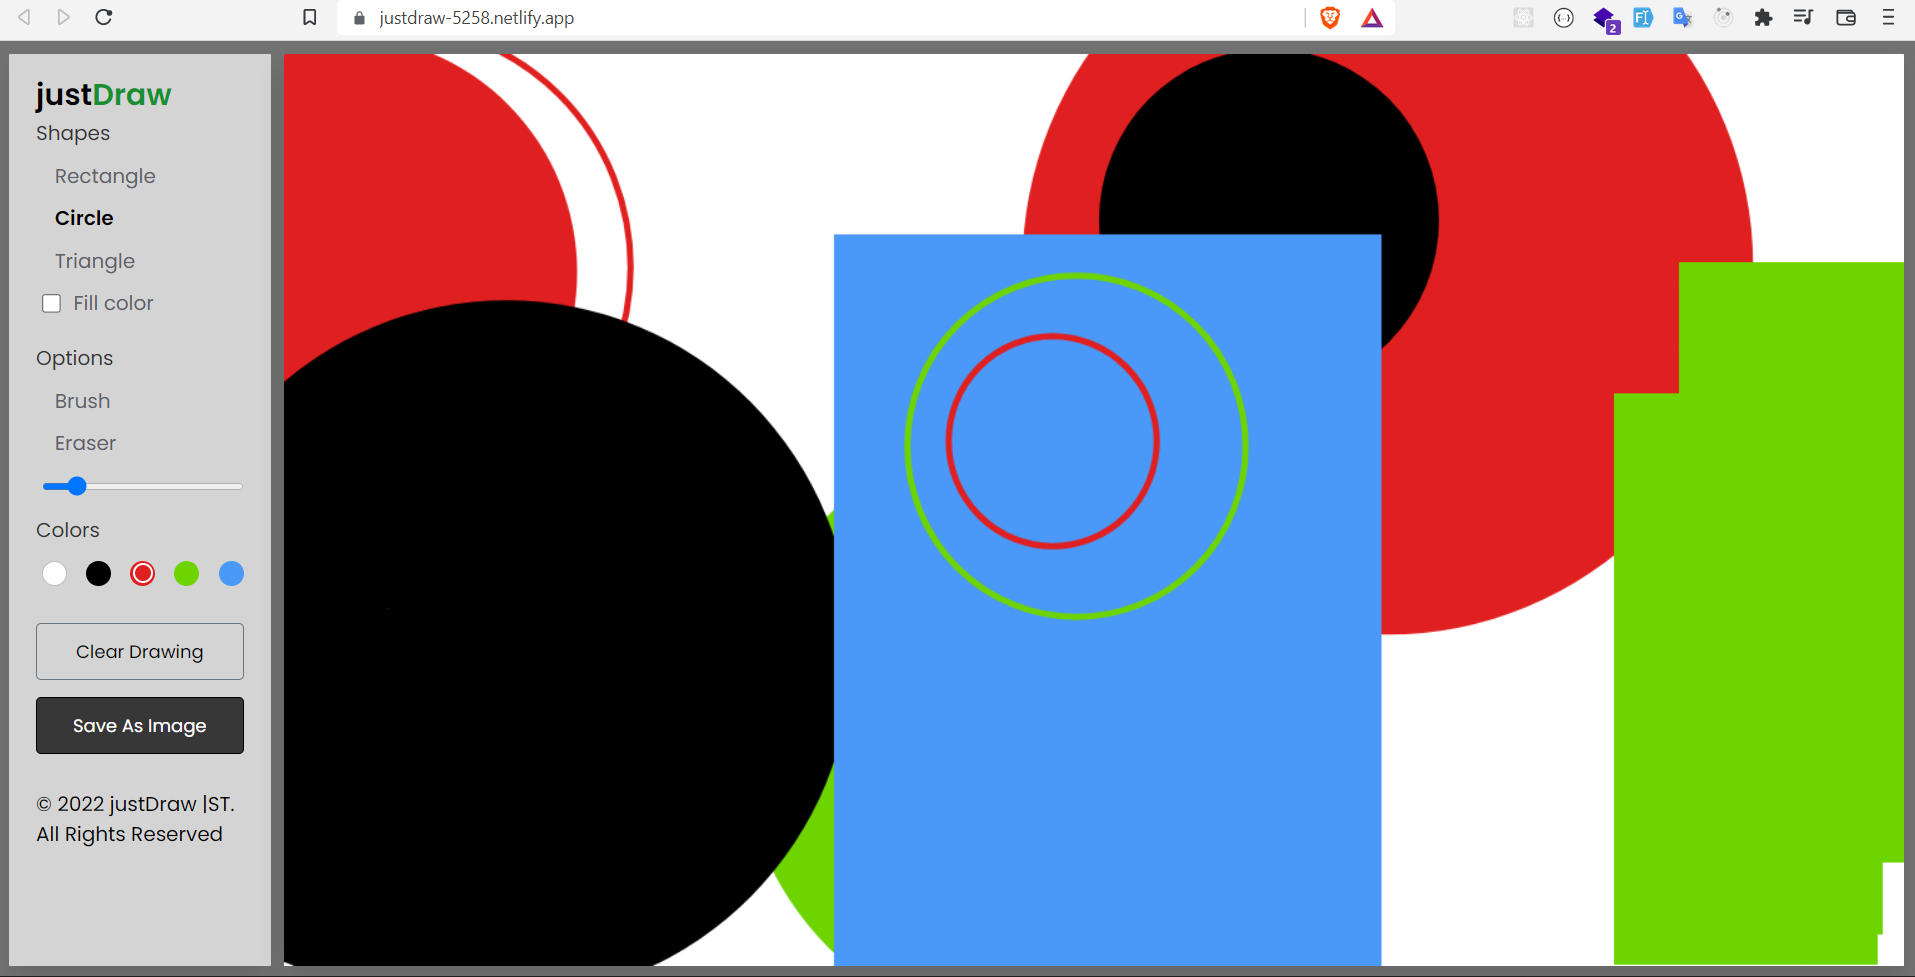 justdraw-5258.netlify.app
2
justDraw
Shapes
Rectangle
Circle
Triangle
Fill color
Options
Brush
Eraser
Colors
Clear Drawing
Save As Image
© 2022 justDraw |ST.
All Rights Reserved